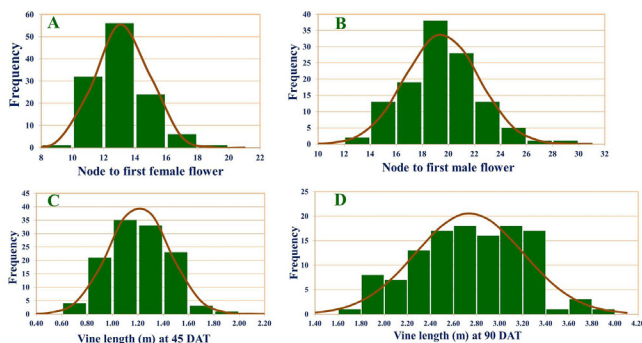 A
Frequency
60
50
40
30
20
10
0
8 10 12 14 16 18 20 22
Node to first female flower
B
Frequency
40
35
30
25
20
15
10
5
0
10 12 14 16 18 20 22 24 26 28 30 32
Node to first male flower
C
Frequency
45
40
35
30
25
20
15
10
5
0
0.40 0.60 0.80 1.00 1.20 1.40 1.60 1.80 2.00 2.20
Vine length (m) at 45 DAT
D
Frequency
25
20
15
10
5
0
1.40 1.60 1.80 2.00 2.20 2.40 2.60 2.80 3.00 3.20 3.40 3.60 3.80 4.00 4.20
Vine length (m) at 90 DAT